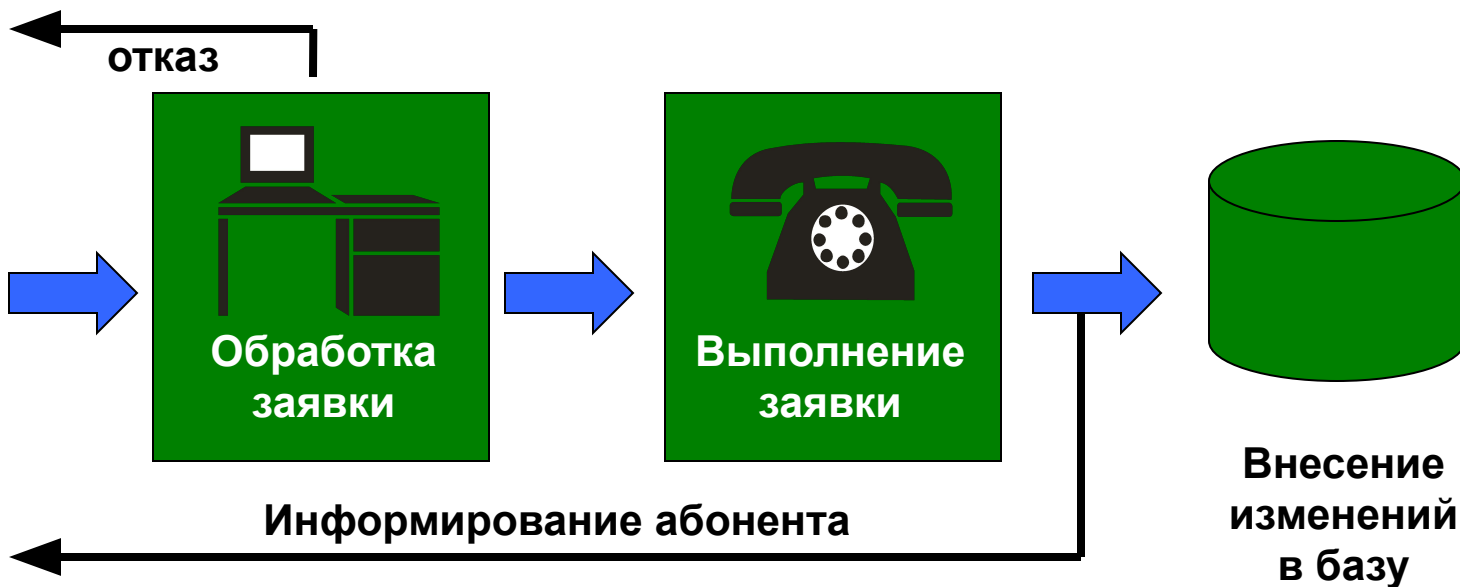 отказ
Обработка
заявки
Выполнение
заявки
Информирование абонента
Внесение
изменений
в базу